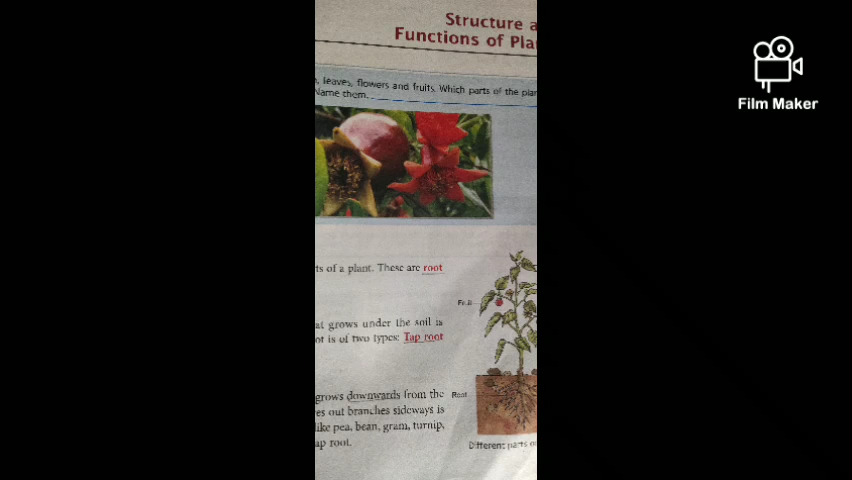 Structure a
Functions of Pla
, leaves, flowers and fruits. Which parts of the plan
Name them.
ts of a plant. These are root
Fruit
at grows under the soil is
ot is of two types: Tap root
grows downwards from the
Root
es out branches sideways is
like pea, bean, gram, turnip,
ap root.
Different parts o
Film Maker